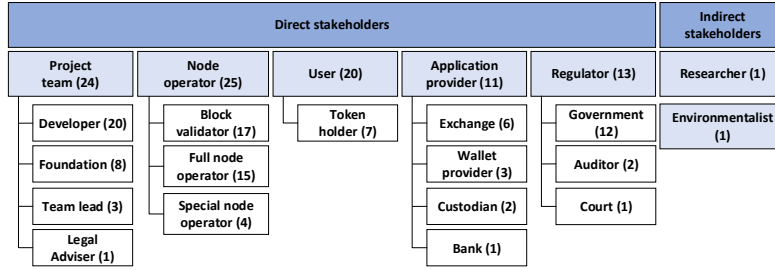 Direct stakeholders
Indirect
stakeholders
Project
team (24)
Node
operator (25)
User (20)
Application
provider (11)
Regulator (13)
Researcher (1)
Developer (20)
Foundation (8)
Team lead (3)
Legal
Adviser (1)
Block
validator (17)
Full node
operator (15)
Special node
operator (4)
Token
holder (7)
Exchange (6)
Wallet
provider (3)
Custodian (2)
Bank (1)
Government
(12)
Auditor (2)
Court (1)
Environmentalist
(1)